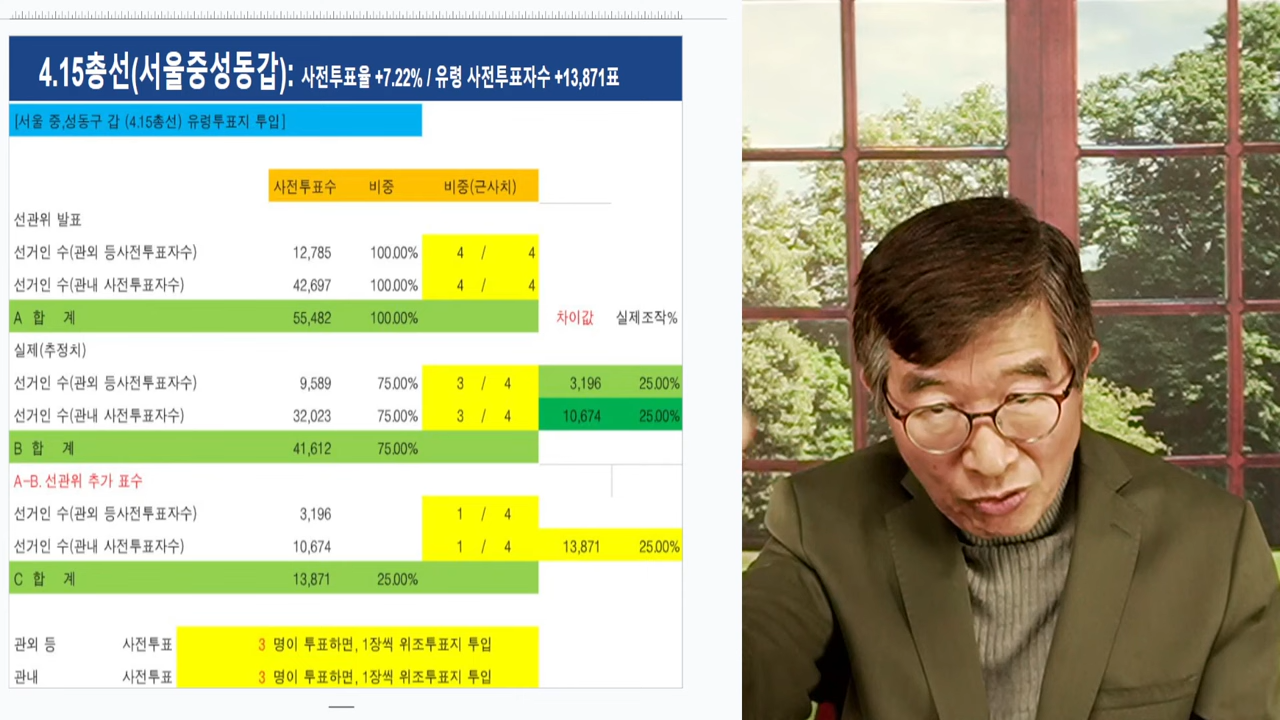 4.15총선(서울중성동갑): 사전투표율 +7.22% / 유령 사전투표자수 +13,871표
[서울 중,성동구 갑 (4.15총선) 유령투표지 투입]
사전투표수 비중 비중(근사치)
선관위 발표
선거인 수(관외 등사전투표자수) 12,785 100.00% 4 / 4
선거인 수(관내 사전투표자수) 42,697 100.00% 4 / 4
A 합 계 55,482 100.00% 차이값 실제조작%
실제(추정치)
선거인 수(관외 등사전투표자수) 9,589 75.00% 3 / 4 3,196 25.00%
선거인 수(관내 사전투표자수) 32,023 75.00% 3 / 4 10,674 25.00%
B 합 계 41,612 75.00%
A-B. 선관위 추가 표수
선거인 수(관외 등사전투표자수) 3,196 1 / 4
선거인 수(관내 사전투표자수) 10,674 1 / 4 13,871 25.00%
C 합 계 13,871 25.00%
관외 등 사전투표 3 명이 투표하면, 1장씩 위조투표지 투입
관내 사전투표 3 명이 투표하면, 1장씩 위조투표지 투입